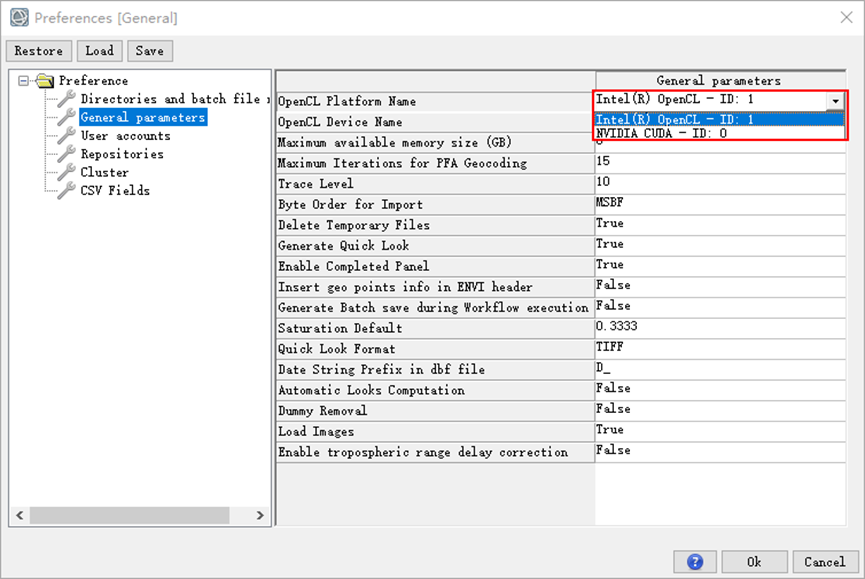 Preferences [General]
Restore Load Save
Preference
Directories and batch file
General parameters
User accounts
Repositories
Cluster
CSV Fields
General parameters
OpenCL Platform Name Intel(R) OpenCL - ID: 1
OpenCL Device Name Intel(R) OpenCL - ID: 1
NVIDIA CUDA - ID: 0
Maximum available memory size (GB)
Maximum Iterations for PFA Geocoding 15
Trace Level 10
Byte Order for Import MSBF
Delete Temporary Files True
Generate Quick Look True
Enable Completed Panel True
Insert geo points info in ENVI header False
Generate Batch save during Workflow execution False
Saturation Default 0.3333
Quick Look Format TIFF
Date String Prefix in dbf file D_
Automatic Looks Computation False
Dummy Removal False
Load Images True
Enable tropospheric range delay correction False
? Ok Cancel